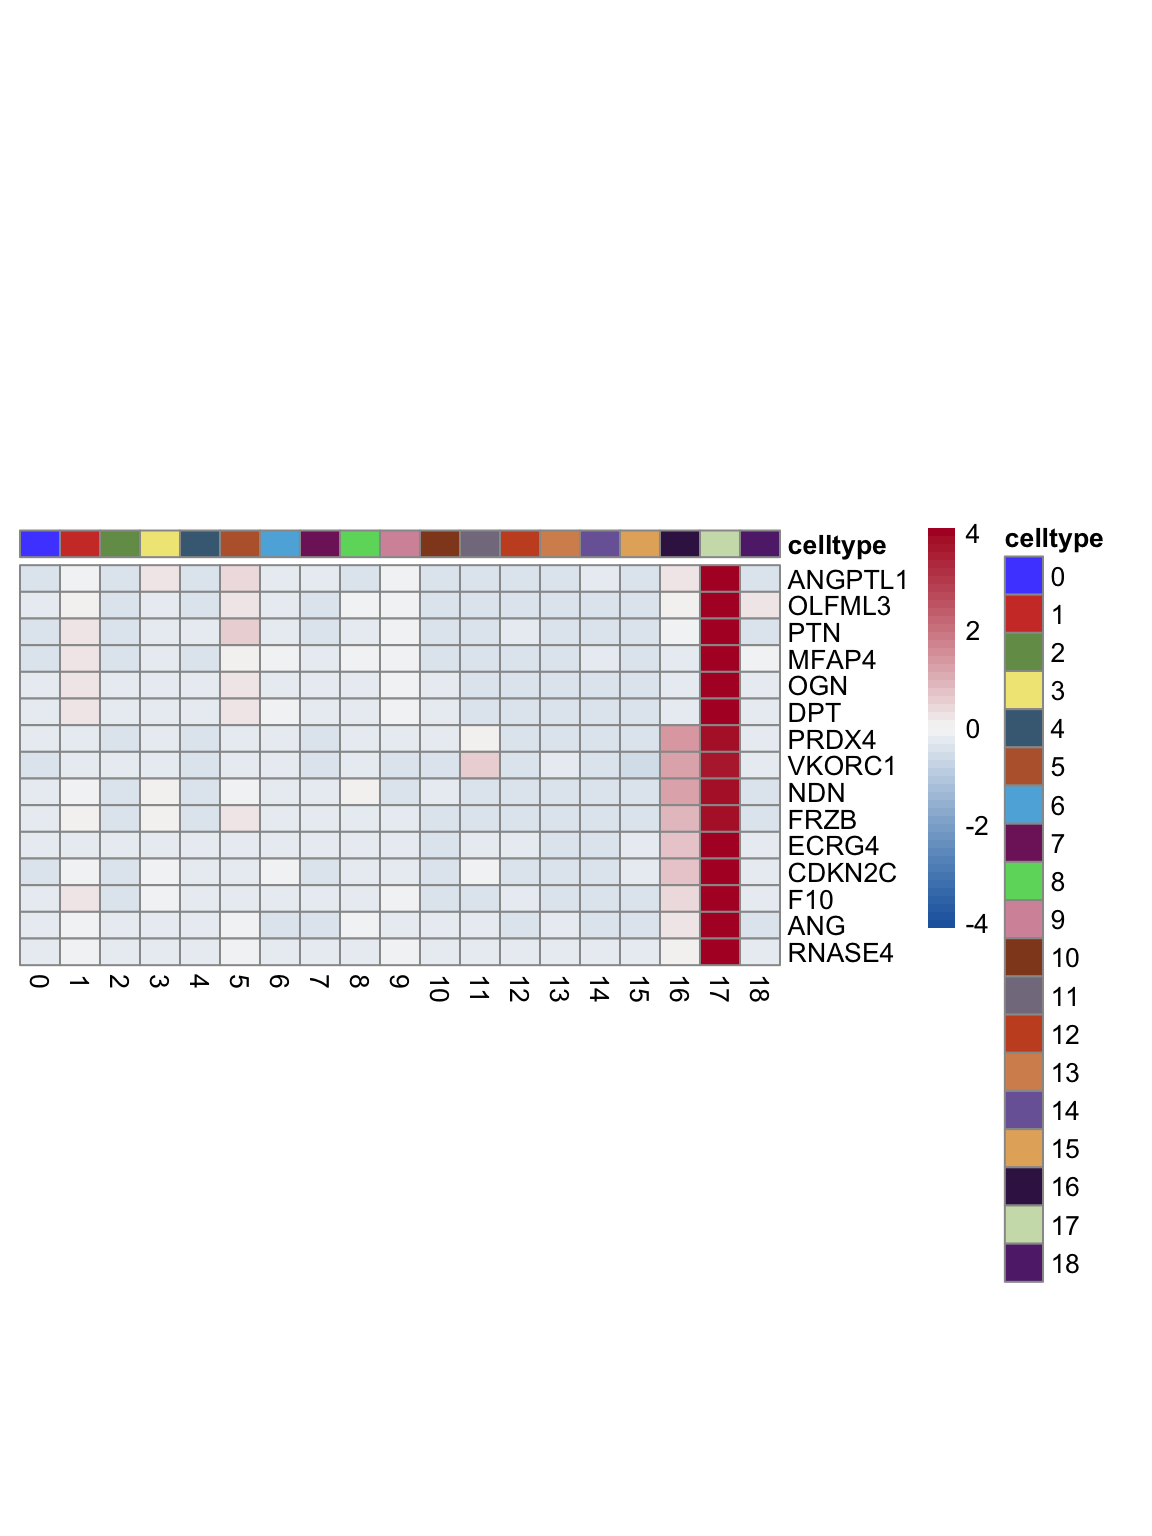 celltype
ANGPTL1
OLFML3
PTN
MFAP4
OGN
DPT
PRDX4
VKORC1
NDN
FRZB
ECRG4
CDKN2C
F10
ANG
RNASE4
0 1 2 3 4 5 6 7 8 9 10 11 12 13 14 15 16 17 18
4
2
0
-2
-4
celltype
0
1
2
3
4
5
6
7
8
9
10
11
12
13
14
15
16
17
18